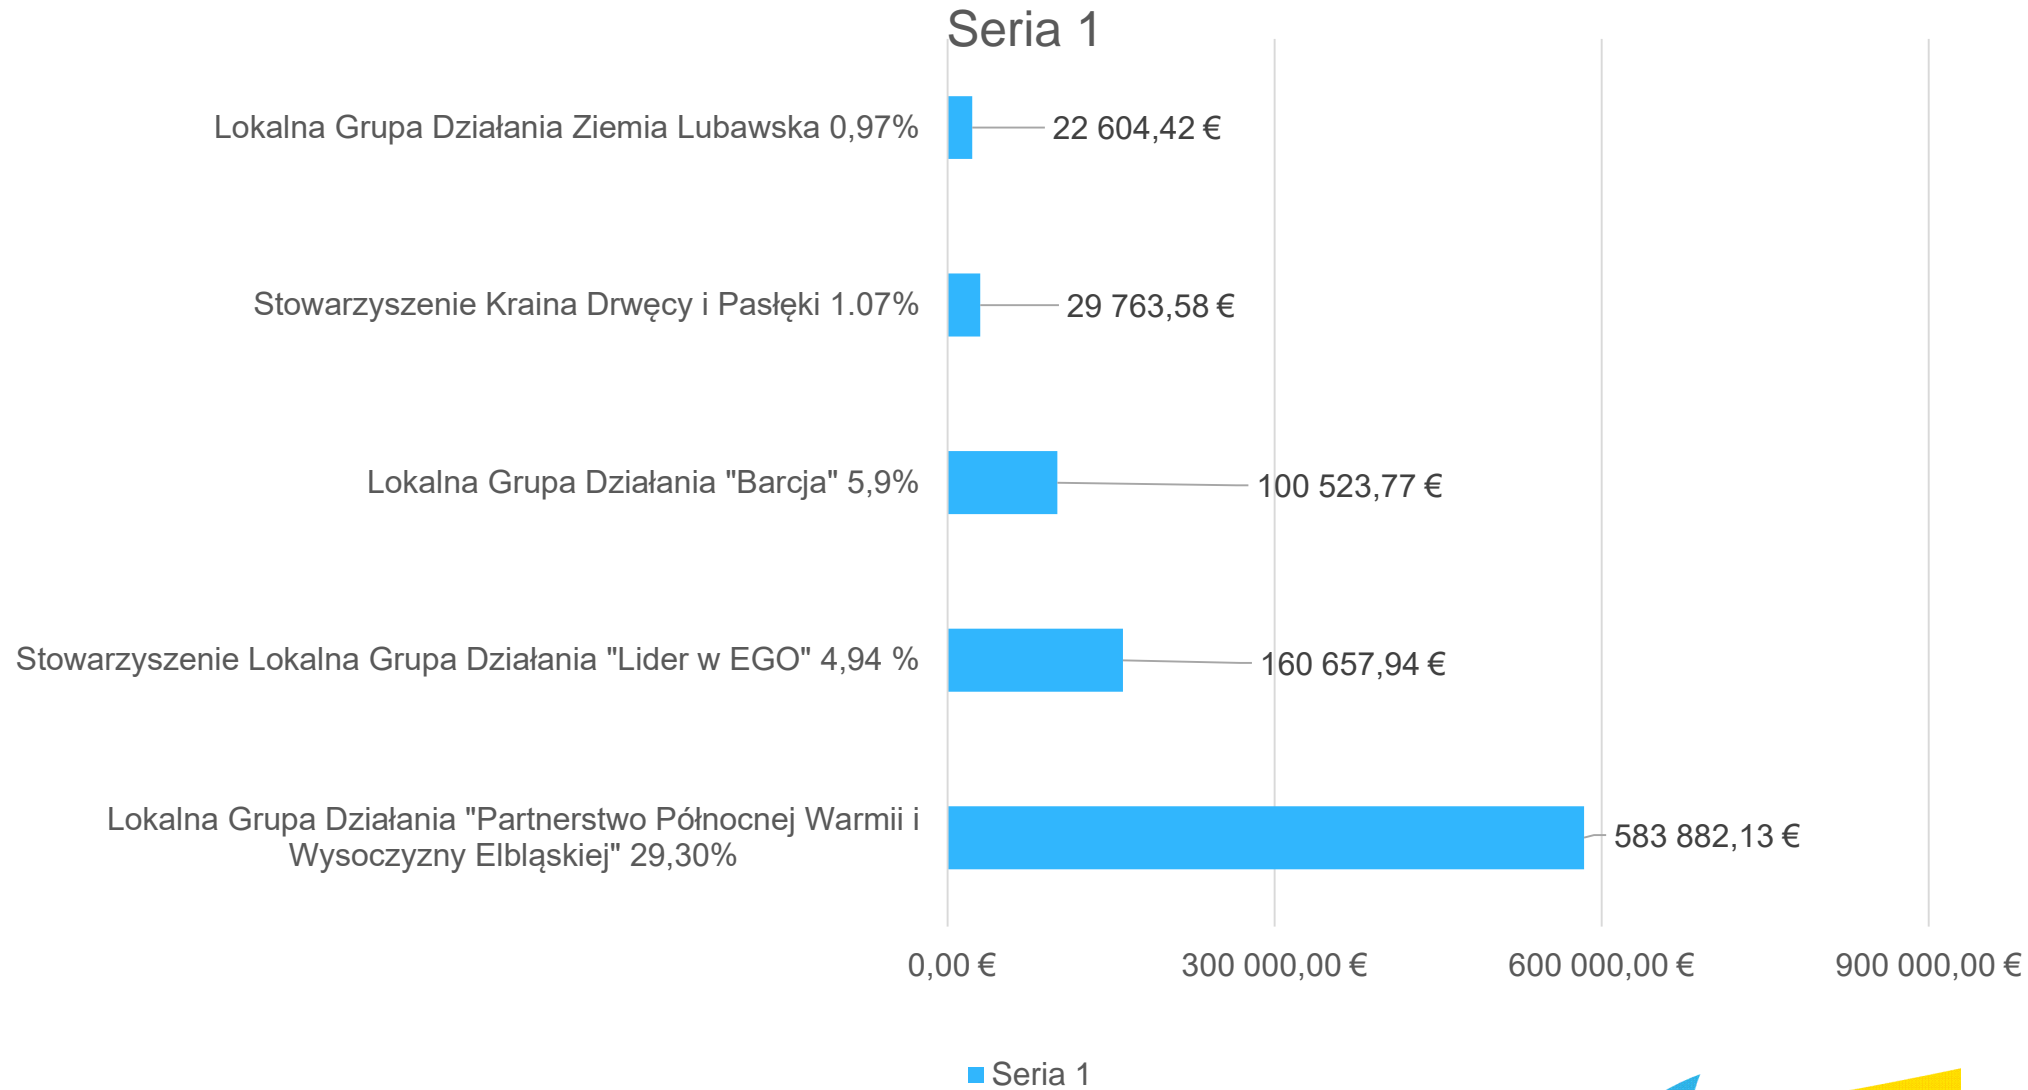 Seria 1
Lokalna Grupa Działania Ziemia Lubawska 0,97%
22 604,42 €
Stowarzyszenie Kraina Drwęcy i Pasłęki 1.07%
29 763,58 €
Lokalna Grupa Działania "Barcja" 5,9%
100 523,77 €
Stowarzyszenie Lokalna Grupa Działania "Lider w EGO" 4,94 %
160 657,94 €
Lokalna Grupa Działania "Partnerstwo Północnej Warmii i
Wysoczyzny Elbląskiej" 29,30%
583 882,13 €
0,00 €
300 000,00 €
600 000,00 €
900 000,00 €
Seria 1